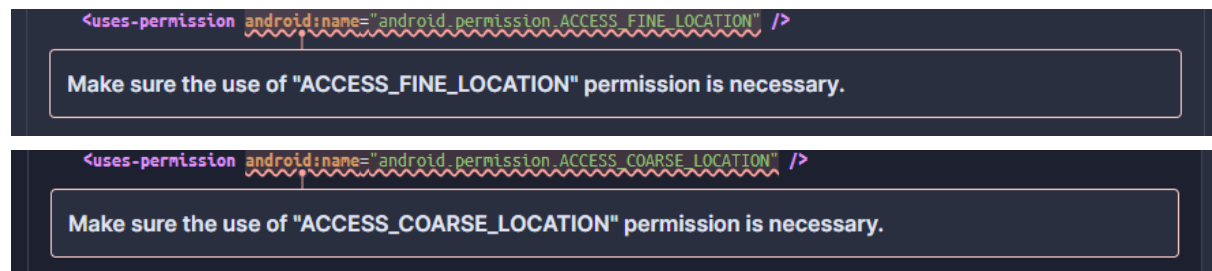 <uses-permission android:name="android.permission.ACCESS_FINE_LOCATION" />
Make sure the use of "ACCESS_FINE_LOCATION" permission is necessary.
<uses-permission android:name="android.permission.ACCESS_COARSE_LOCATION" />
Make sure the use of "ACCESS_COARSE_LOCATION" permission is necessary.